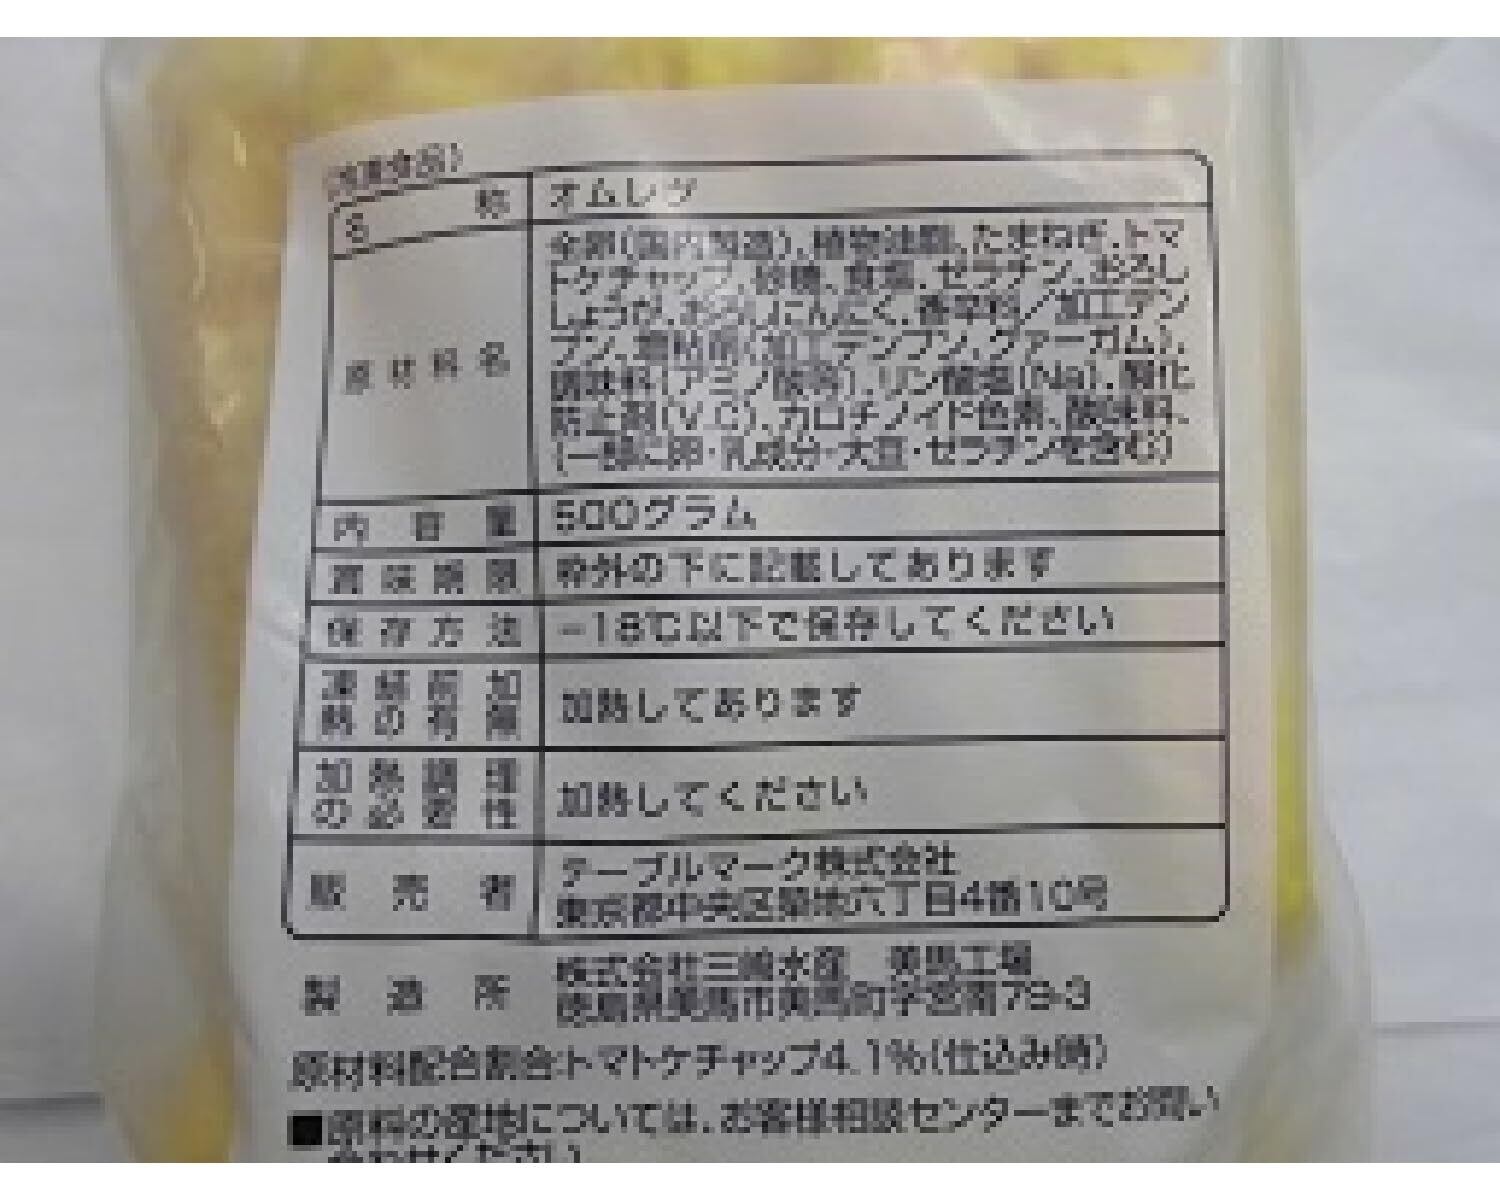 (冷凍食品)
名 称 オムレツ
原材料名 全卵(国内製造)、植物油脂、たまねぎ、トマ
トケチャップ、砂糖、食塩、ゼラチン、おろし
しょうが、おろしにんにく、香辛料/加工デン
プン、増粘剤(加工デンプン、グァーガム)、
調味料(アミノ酸等)、リン酸塩(Na)、酸化
防止剤(V.C)、カロチノイド色素、酸味料、
(一部に卵・乳成分・大豆・ゼラチンを含む)
内容量 500グラム
賞味期限 枠外の下に記載してあります
保存方法 −18℃以下で保存してください
凍結前加
熱の有無 加熱してあります
加熱調理
の必要性 加熱してください
販売者 テーブルマーク株式会社
東京都中央区築地六丁目4番10号
製造所 株式会社 美馬工場
徳島県美馬市美馬町字宮南79-3
原材料配合割合:トマトケチャップ4.1%(仕込み時)
■原料の産地については、お客様相談センターまでお問い
合わせください